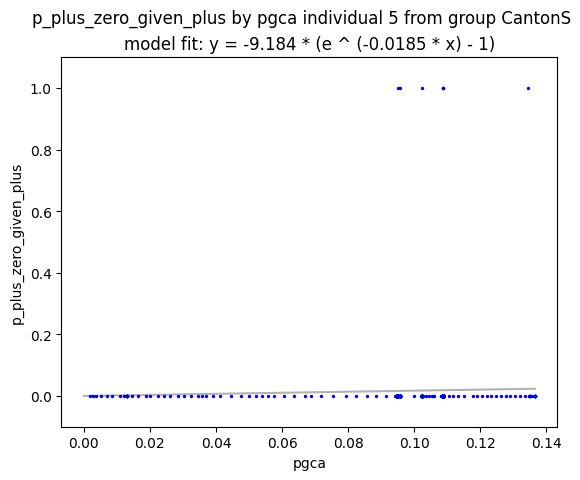 p_plus_zero_given_plus by pgca individual 5 from group CantonS
model fit: y = -9.184 * (e ^ (-0.0185 * x) - 1)
p_plus_zero_given_plus
1.0
0.8
0.6
0.4
0.2
0.0
0.00 0.02 0.04 0.06 0.08 0.10 0.12 0.14
pgca